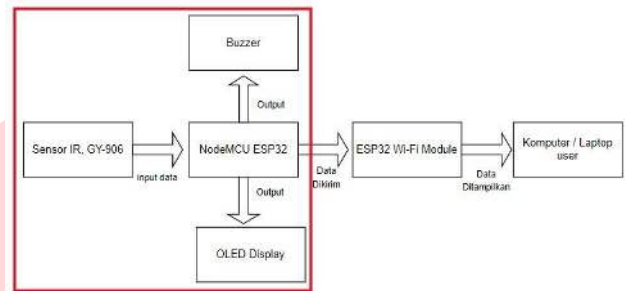 Buzzer
Output
Sensor IR, GY-906
input data
NodeMCU ESP32
Data
Dikirim
ESP32 Wi-Fi Module
Data
Ditampilkan
Komputer / Laptop
user
Output
OLED Display